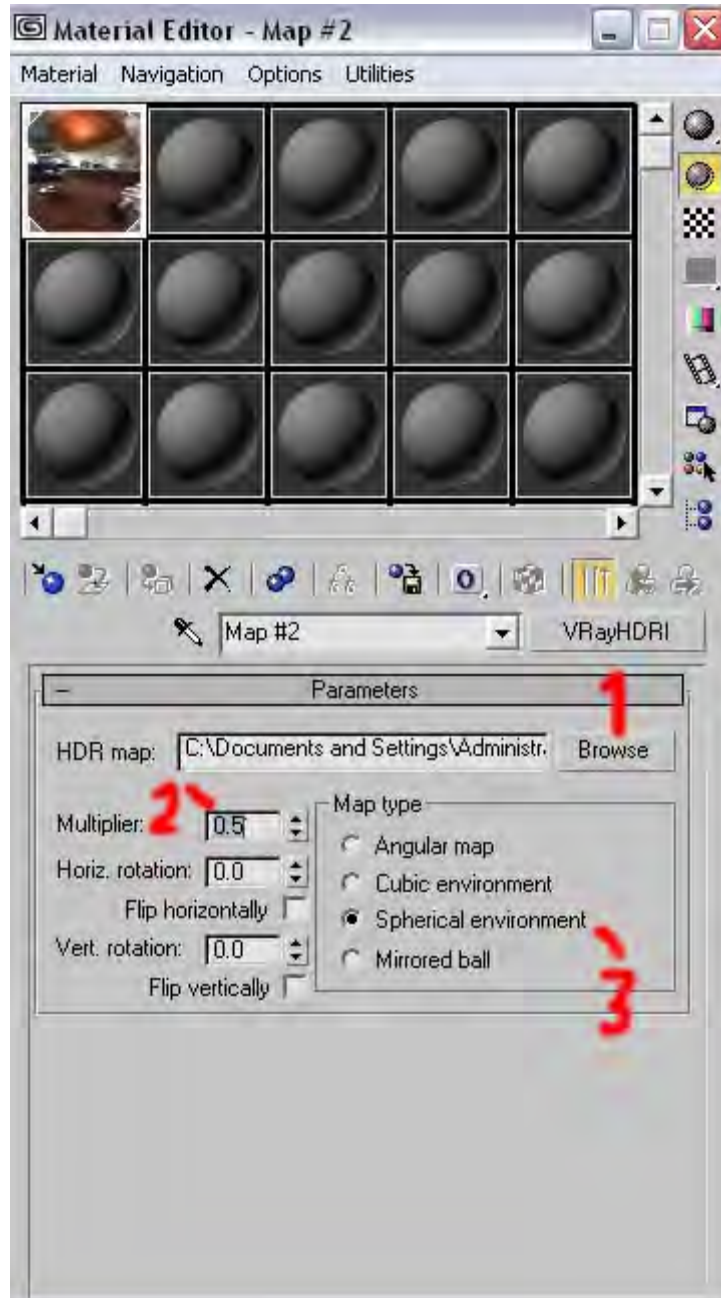 Material Editor - Map #2
Material Navigation Options Utilities
Map #2 VRayHDRI
Parameters
1
HDR map: C:\Documents and Settings\Administr. Browse
2
Multiplier: 0.5
Map type
Angular map
Horiz. rotation: 0.0
Cubic environment
Flip horizontally
Spherical environment
Vert. rotation: 0.0
Mirrored ball
Flip vertically
3